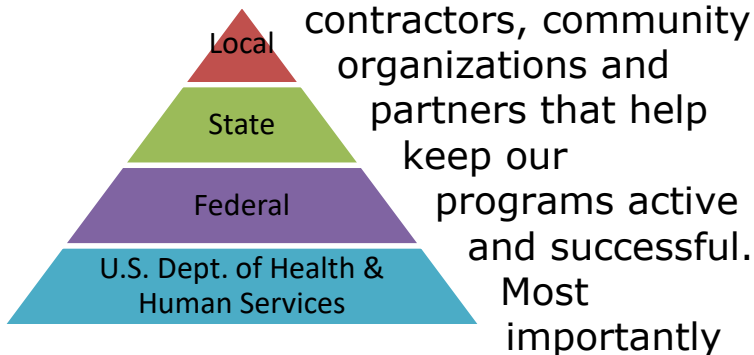 Local
State
Federal
U.S. Dept. of Health &
Human Services
contractors, community
organizations and
partners that help
keep our
programs active
and successful.
Most
importantly